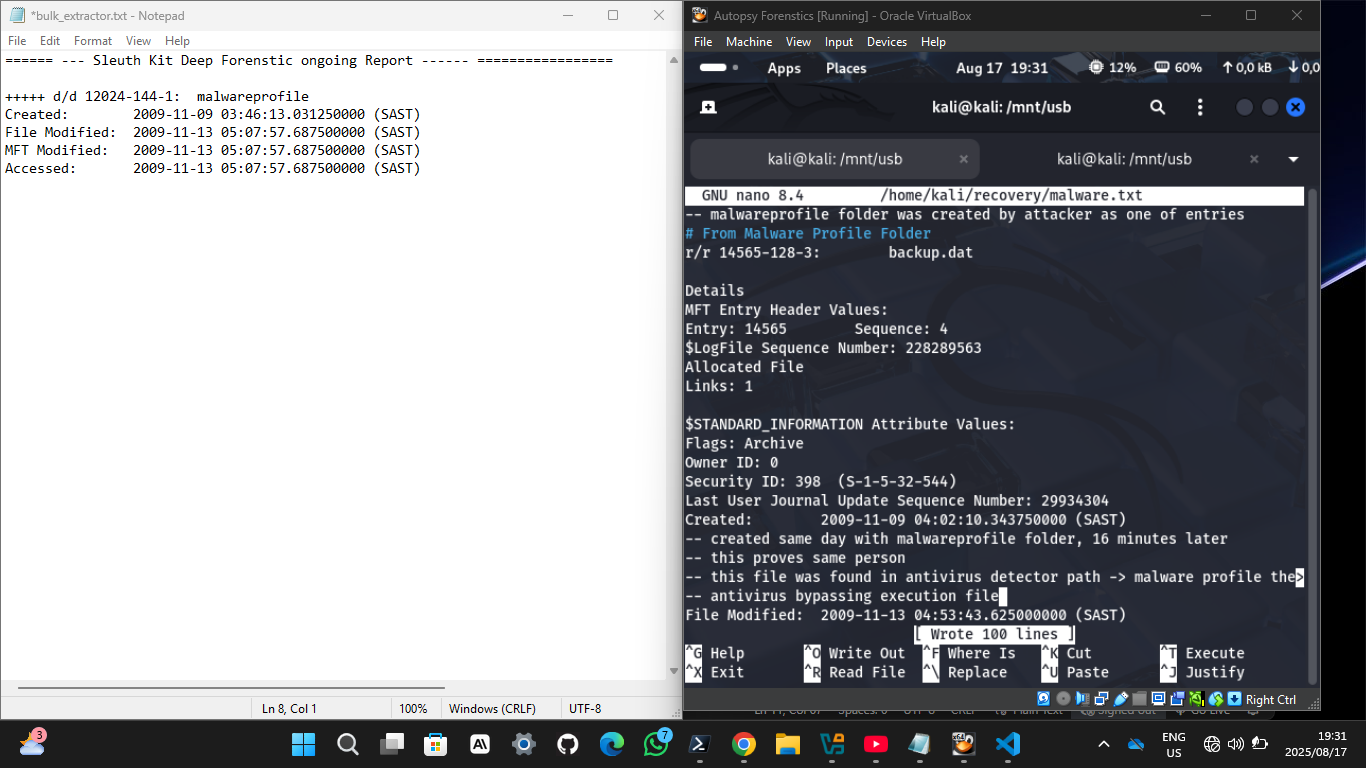 *bulk_extractor.txt - Notepad
File Edit Format View Help
====== --- Sleuth Kit Deep Forenstic ongoing Report ------ =================
+++++ d/d 12024-144-1:  malwareprofile
Created:        2009-11-09 03:46:13.031250000 (SAST)
File Modified:  2009-11-13 05:07:57.687500000 (SAST)
MFT Modified:   2009-11-13 05:07:57.687500000 (SAST)
Accessed:       2009-11-13 05:07:57.687500000 (SAST)
Ln 8, Col 1 100% Windows (CRLF) UTF-8
Autopsy Forenstics [Running] - Oracle VirtualBox
File Machine View Input Devices Help
Apps Places Aug 17 19:31 12% 60% 0,0 kB 0,0
kali@kali: /mnt/usb
kali@kali: /mnt/usb kali@kali: /mnt/usb
GNU nano 8.4 /home/kali/recovery/malware.txt
-- malwareprofile folder was created by attacker as one of entries
# From Malware Profile Folder
r/r 14565-128-3:        backup.dat
Details
MFT Entry Header Values:
Entry: 14565        Sequence: 4
$LogFile Sequence Number: 228289563
Allocated File
Links: 1
$STANDARD_INFORMATION Attribute Values:
Flags: Archive
Owner ID: 0
Security ID: 398  (S-1-5-32-544)
Last User Journal Update Sequence Number: 29934304
Created:        2009-11-09 04:02:10.343750000 (SAST)
-- created same day with malwareprofile folder, 16 minutes later
-- this proves same person
-- this file was found in antivirus detector path -> malware profile the>
-- antivirus bypassing execution file
File Modified:  2009-11-13 04:53:43.625000000 (SAST)
[ Wrote 100 lines ]
^G Help ^O Write Out ^F Where Is ^K Cut ^T Execute
^X Exit ^R Read File ^\ Replace ^U Paste ^J Justify
Right Ctrl
3
AI
7
x64
ENG
US
19:31
2025/08/17